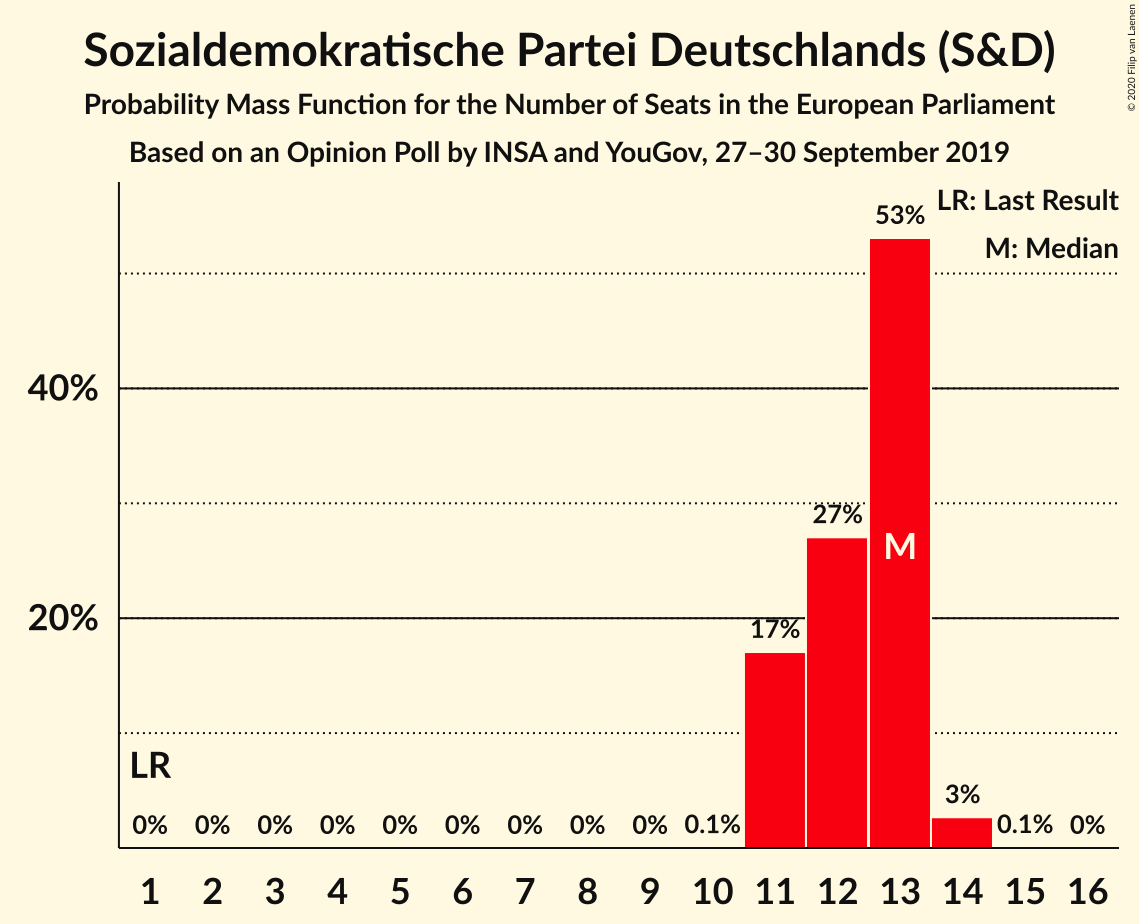 Sozialdemokratische Partei Deutschlands (S&D)
Probability Mass Function for the Number of Seats in the European Parliament
Based on an Opinion Poll by INSA and YouGov, 27–30 September 2019
© 2020 Filip van Laenen
LR: Last Result
M: Median
53%
40%
27%
M
20%
17%
LR
3%
0% 0% 0% 0% 0% 0% 0% 0% 0% 0.1% 0.1% 0%
1 2 3 4 5 6 7 8 9 10 11 12 13 14 15 16